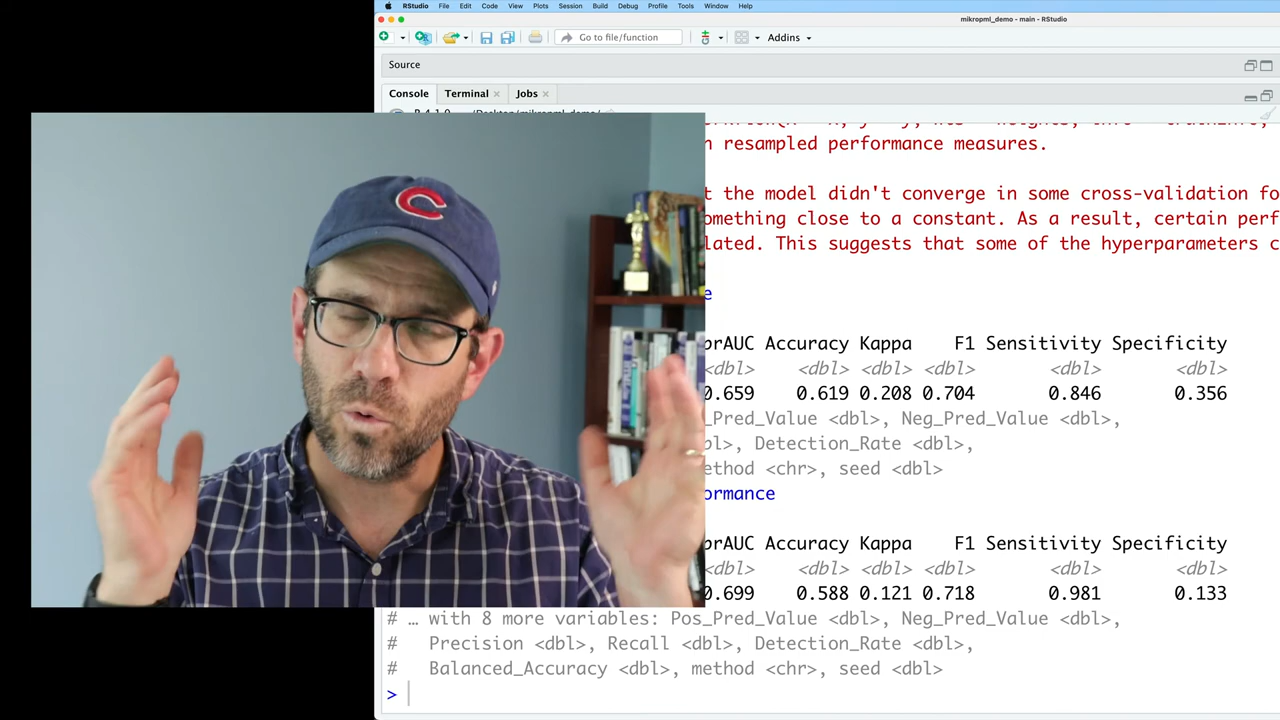 RStudio File Edit Code View Plots Session Build Debug Profile Tools Window Help
mikropml_demo - main - RStudio
Go to file/function Addins
Source
Console Terminal Jobs
resampled performance measures.
the model didn't converge in some cross-validation fo
omething close to a constant. As a result, certain perf
lated. This suggests that some of the hyperparameters c
e
prAUC Accuracy Kappa F1 Sensitivity Specificity
<dbl> <dbl> <dbl> <dbl> <dbl> <dbl>
0.659 0.619 0.208 0.704 0.846 0.356
_Pred_Value <dbl>, Neg_Pred_Value <dbl>,
bl>, Detection_Rate <dbl>,
method <chr>, seed <dbl>
ormance
prAUC Accuracy Kappa F1 Sensitivity Specificity
<dbl> <dbl> <dbl> <dbl> <dbl> <dbl>
0.699 0.588 0.121 0.718 0.981 0.133
# … with 8 more variables: Pos_Pred_Value <dbl>, Neg_Pred_Value <dbl>,
# Precision <dbl>, Recall <dbl>, Detection_Rate <dbl>,
# Balanced_Accuracy <dbl>, method <chr>, seed <dbl>
>
C